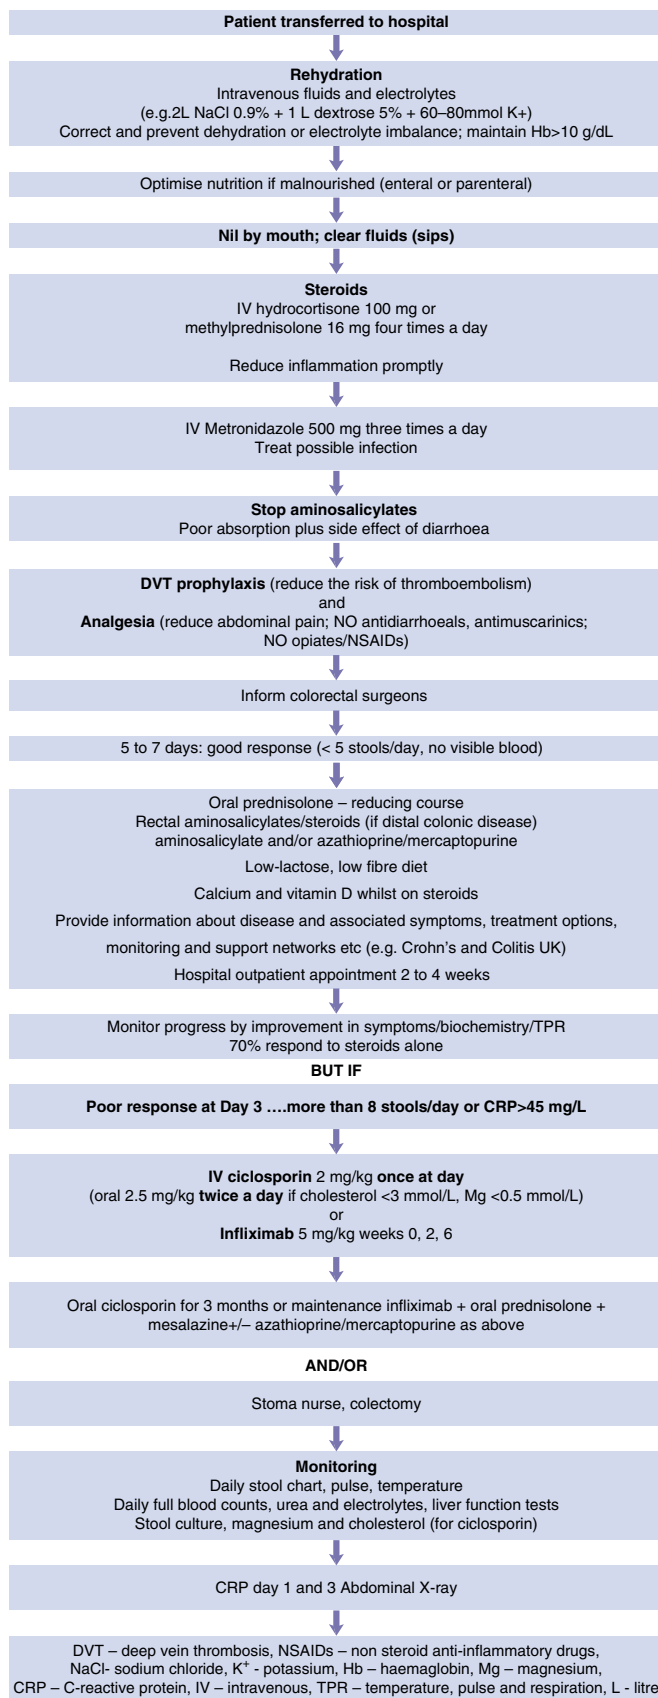 Patient transferred to hospital
Rehydration
Intravenous fluids and electrolytes
(e.g.2L NaCl 0.9% + 1 L dextrose 5% + 60–80mmol K+)
Correct and prevent dehydration or electrolyte imbalance; maintain Hb>10 g/dL
Optimise nutrition if malnourished (enteral or parenteral)
Nil by mouth; clear fluids (sips)
Steroids
IV hydrocortisone 100 mg or
methylprednisolone 16 mg four times a day
Reduce inflammation promptly
IV Metronidazole 500 mg three times a day
Treat possible infection
Stop aminosalicylates
Poor absorption plus side effect of diarrhoea
DVT prophylaxis (reduce the risk of thromboembolism)
and
Analgesia (reduce abdominal pain; NO antidiarrhoeals, antimuscarinics;
NO opiates/NSAIDs)
Inform colorectal surgeons
5 to 7 days: good response (< 5 stools/day, no visible blood)
Oral prednisolone – reducing course
Rectal aminosalicylates/steroids (if distal colonic disease)
aminosalicylate and/or azathioprine/mercaptopurine
Low-lactose, low fibre diet
Calcium and vitamin D whilst on steroids
Provide information about disease and associated symptoms, treatment options,
monitoring and support networks etc (e.g. Crohn's and Colitis UK)
Hospital outpatient appointment 2 to 4 weeks
Monitor progress by improvement in symptoms/biochemistry/TPR
70% respond to steroids alone
BUT IF
Poor response at Day 3 ....more than 8 stools/day or CRP>45 mg/L
IV ciclosporin 2 mg/kg once at day
(oral 2.5 mg/kg twice a day if cholesterol <3 mmol/L, Mg <0.5 mmol/L)
or
Infliximab 5 mg/kg weeks 0, 2, 6
Oral ciclosporin for 3 months or maintenance infliximab + oral prednisolone +
mesalazine+/– azathioprine/mercaptopurine as above
AND/OR
Stoma nurse, colectomy
Monitoring
Daily stool chart, pulse, temperature
Daily full blood counts, urea and electrolytes, liver function tests
Stool culture, magnesium and cholesterol (for ciclosporin)
CRP day 1 and 3 Abdominal X-ray
DVT – deep vein thrombosis, NSAIDs – non steroid anti-inflammatory drugs,
NaCl- sodium chloride, K⁺ - potassium, Hb – haemaglobin, Mg – magnesium,
CRP – C-reactive protein, IV – intravenous, TPR – temperature, pulse and respiration, L - litre